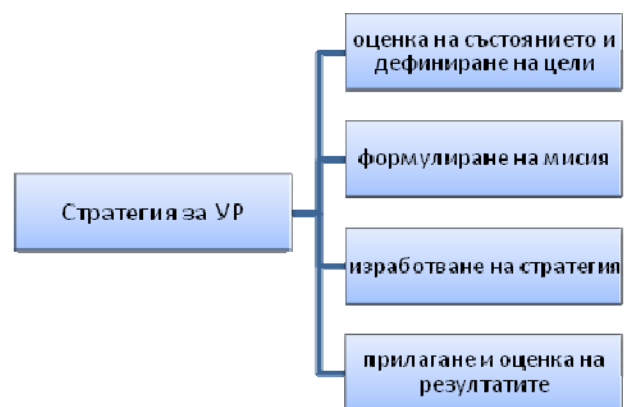 Стратегия за УР
оценка на състоянието и
дефиниране на цели
формулиране на мисия
изработване на стратегия
прилагане и оценка на
резултатите